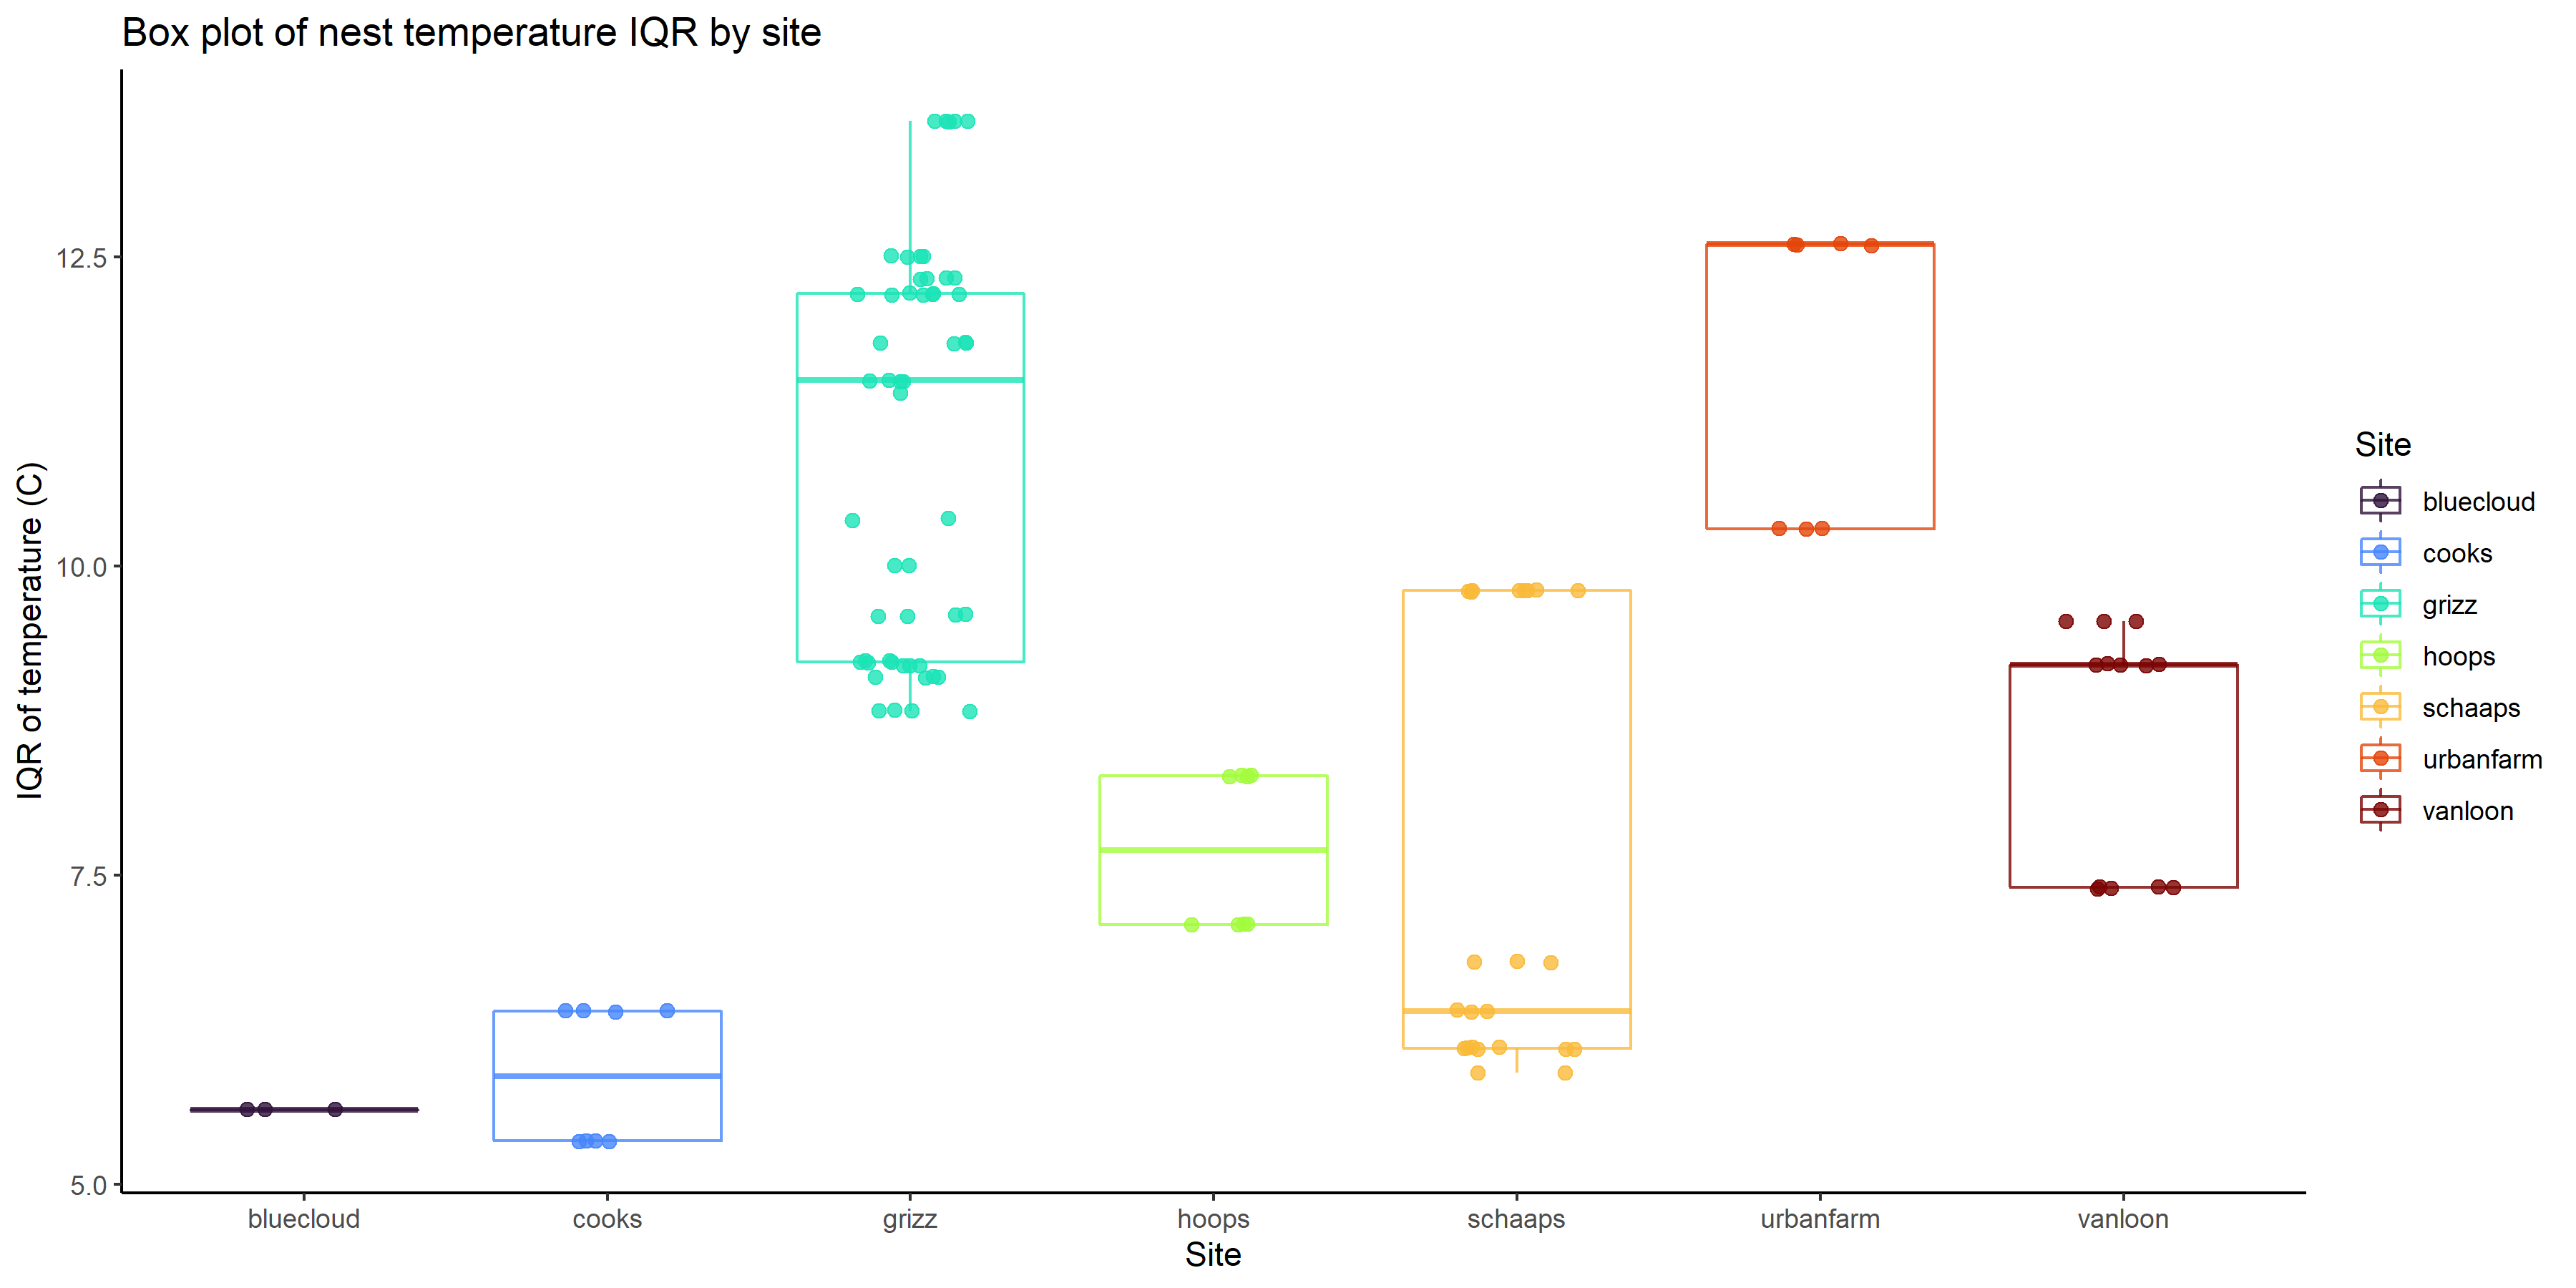 Box plot of nest temperature IQR by site
IQR of temperature (C)
12.5
10.0
7.5
5.0
bluecloud
cooks
grizz
hoops
schaaps
urbanfarm
vanloon
Site
Site
bluecloud
cooks
grizz
hoops
schaaps
urbanfarm
vanloon